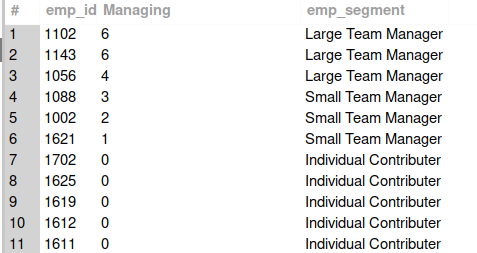 # emp_id Managing emp_segment
1 1102 6 Large Team Manager
2 1143 6 Large Team Manager
3 1056 4 Large Team Manager
4 1088 3 Small Team Manager
5 1002 2 Small Team Manager
6 1621 1 Small Team Manager
7 1702 0 Individual Contributer
8 1625 0 Individual Contributer
9 1619 0 Individual Contributer
10 1612 0 Individual Contributer
11 1611 0 Individual Contributer